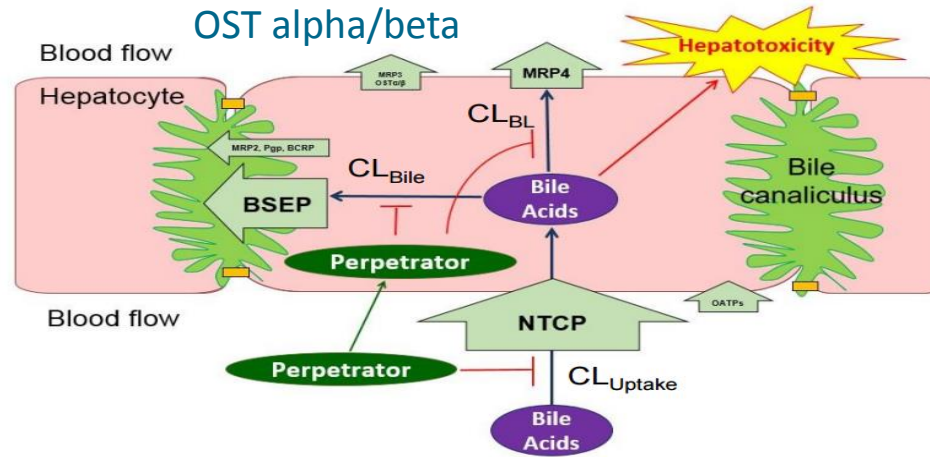 OST alpha/beta
Blood flow
Hepatocyte
MRP3
OSTα/β
MRP4
Hepatotoxicity
MRP2, Pgp, BCRP
CL_BL
CL_Bile
BSEP
Bile
Acids
Bile
canaliculus
Perpetrator
OATPs
Blood flow
NTCP
Perpetrator
CL_Uptake
Bile
Acids